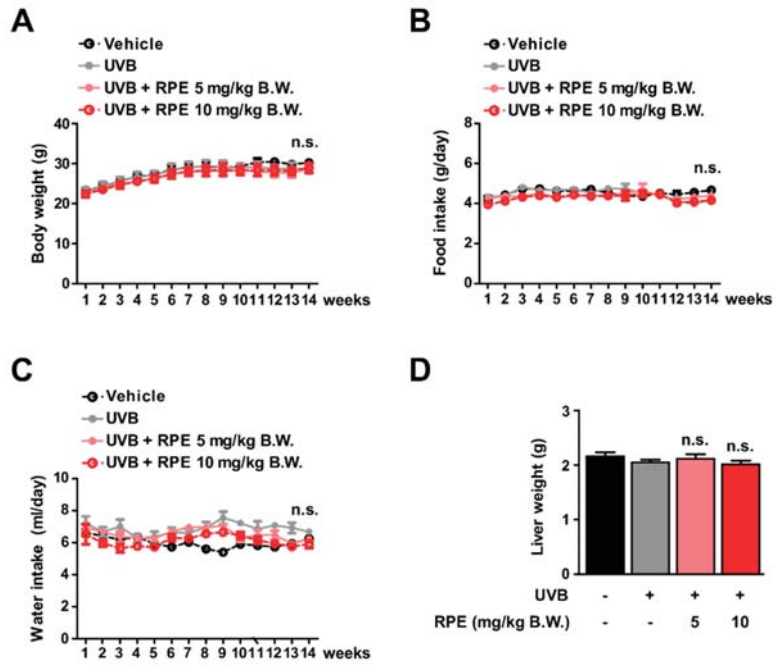 A
Vehicle
UVB
UVB + RPE 5 mg/kg B.W.
UVB + RPE 10 mg/kg B.W.
Body weight (g)
40
30
20
10
0
n.s.
1 2 3 4 5 6 7 8 9 10 11 12 13 14 weeks
B
Vehicle
UVB
UVB + RPE 5 mg/kg B.W.
UVB + RPE 10 mg/kg B.W.
Food intake (g/day)
8
6
4
2
0
n.s.
1 2 3 4 5 6 7 8 9 10 11 12 13 14 weeks
C
Vehicle
UVB
UVB + RPE 5 mg/kg B.W.
UVB + RPE 10 mg/kg B.W.
Water intake (ml/day)
10
8
6
4
2
0
n.s.
1 2 3 4 5 6 7 8 9 10 11 12 13 14 weeks
D
Liver weight (g)
3
2
1
0
n.s. n.s.
UVB - + + +
RPE (mg/kg B.W.) - - 5 10